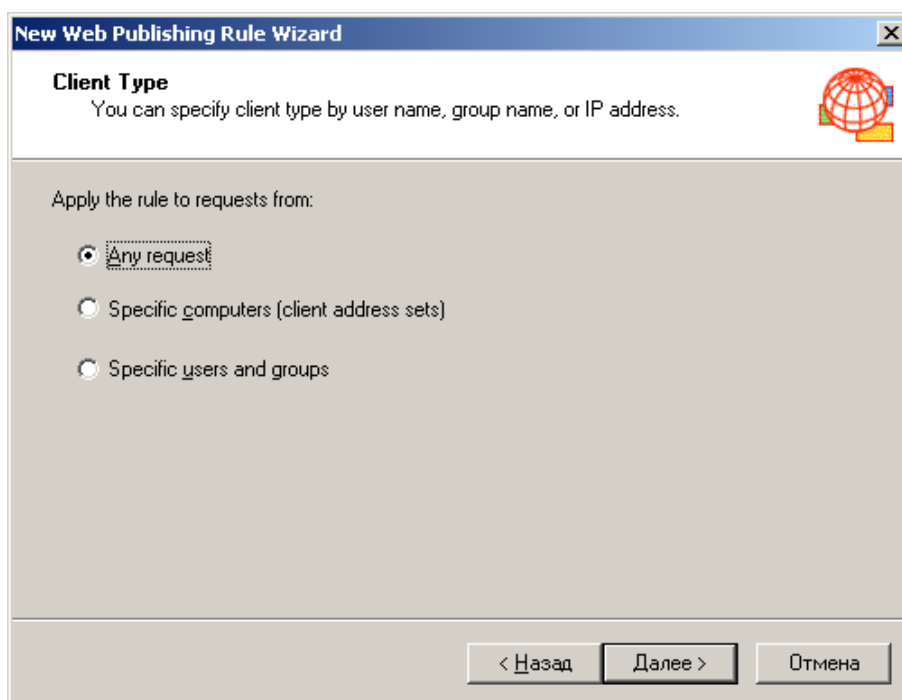 New Web Publishing Rule Wizard
Client Type
You can specify client type by user name, group name, or IP address.
Apply the rule to requests from:
Any request
Specific computers (client address sets)
Specific users and groups
< Назад
Далее >
Отмена